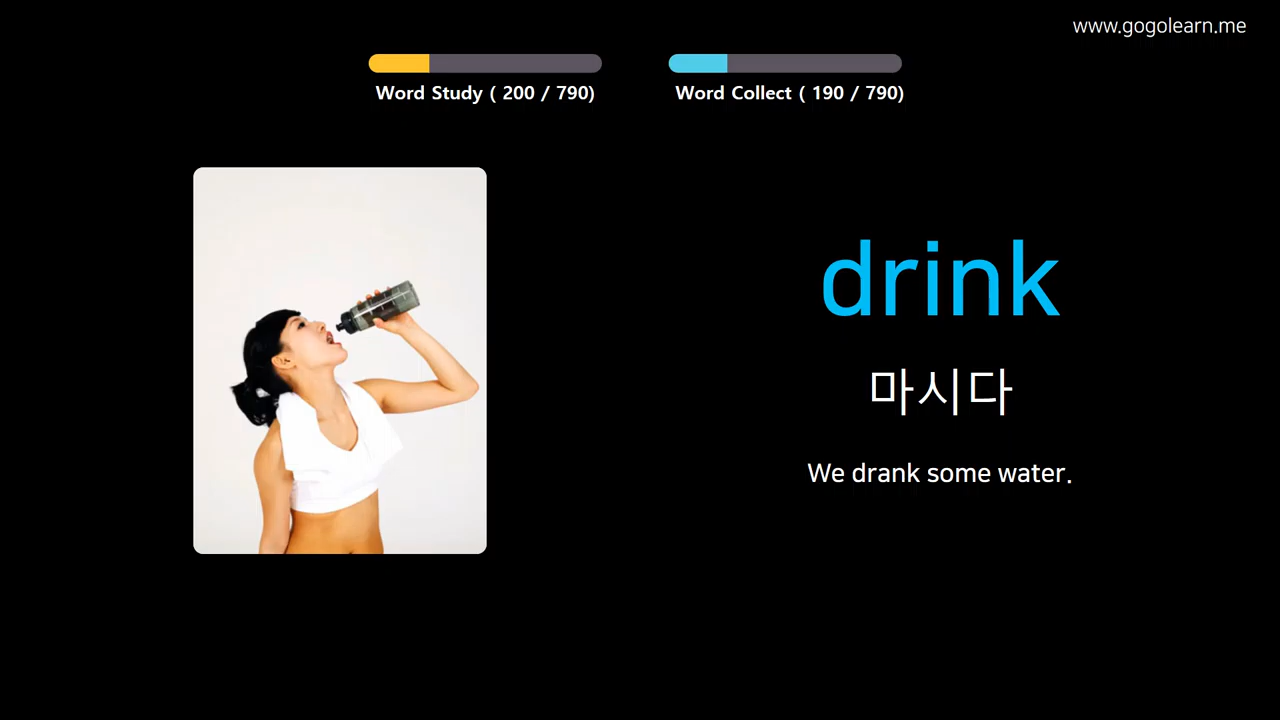 www.gogolearn.me
Word Study ( 200 / 790)
Word Collect ( 190 / 790)
drink
마시다
We drank some water.